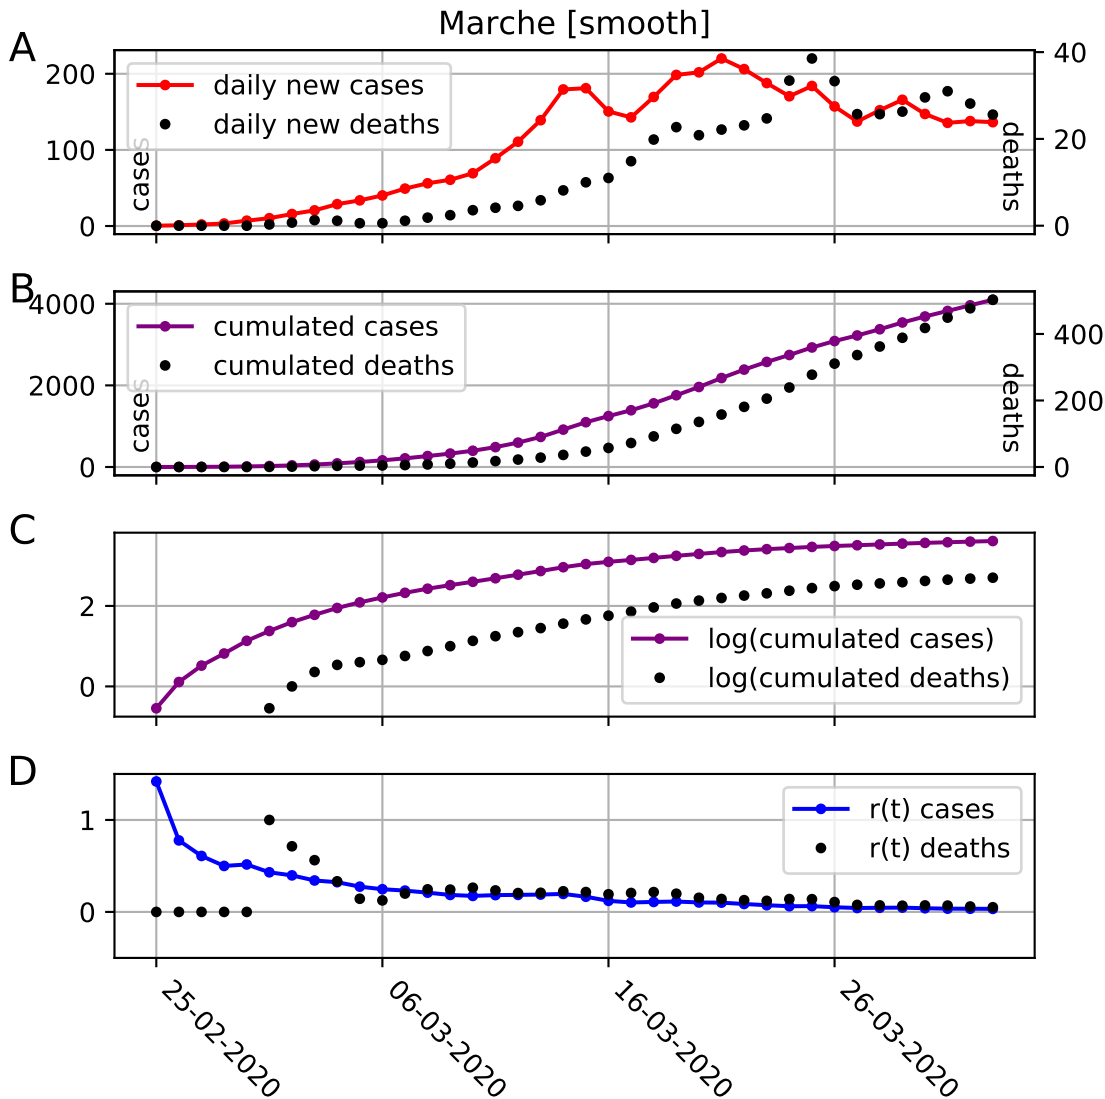 Marche [smooth]
A
200
100
0
40
20
0
cases
deaths
daily new cases
daily new deaths
B
4000
2000
0
400
200
0
cases
deaths
cumulated cases
cumulated deaths
C
2
0
log(cumulated cases)
log(cumulated deaths)
D
1
0
r(t) cases
r(t) deaths
25-02-2020
06-03-2020
16-03-2020
26-03-2020